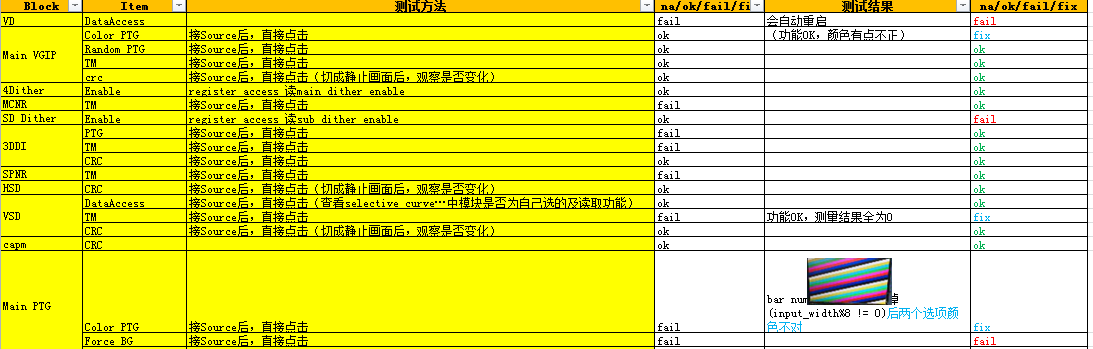 Block Item 测试方法 na/ok/fail/fi 测试结果 na/ok/fail/fix
VD DataAccess fail 会自动重启 fail
Main VGIP Color PTG 接Source后，直接点击 ok （功能OK，颜色有点不正） fix
Random PTG 接Source后，直接点击 ok ok
TM 接Source后，直接点击 ok ok
crc 接Source后，直接点击（切成静止画面后，观察是否变化） ok ok
4Dither Enable register access 读main dither enable ok ok
MCNR TM 接Source后，直接点击 fail ok
SD Dither Enable register access 读sub dither enable ok fail
3DDI PTG 接Source后，直接点击 fail ok
TM 接Source后，直接点击 fail ok
CRC 接Source后，直接点击 ok ok
SPNR TM 接Source后，直接点击 fail ok
HSD CRC 接Source后，直接点击（切成静止画面后，观察是否变化） ok ok
VSD DataAccess 接Source后，直接点击（查看selective curve…中模块是否为自己选的及读取功能） ok ok
TM 接Source后，直接点击 fail 功能OK，测量结果全为0 fix
CRC 接Source后，直接点击（切成静止画面后，观察是否变化） ok ok
capm CRC ok ok
Main PTG Color PTG 接Source后，直接点击 fail bar num
(input_width%8 != 0)后两个选项颜
色不对 fix
Force BG 接Source后，直接点击 fail fail